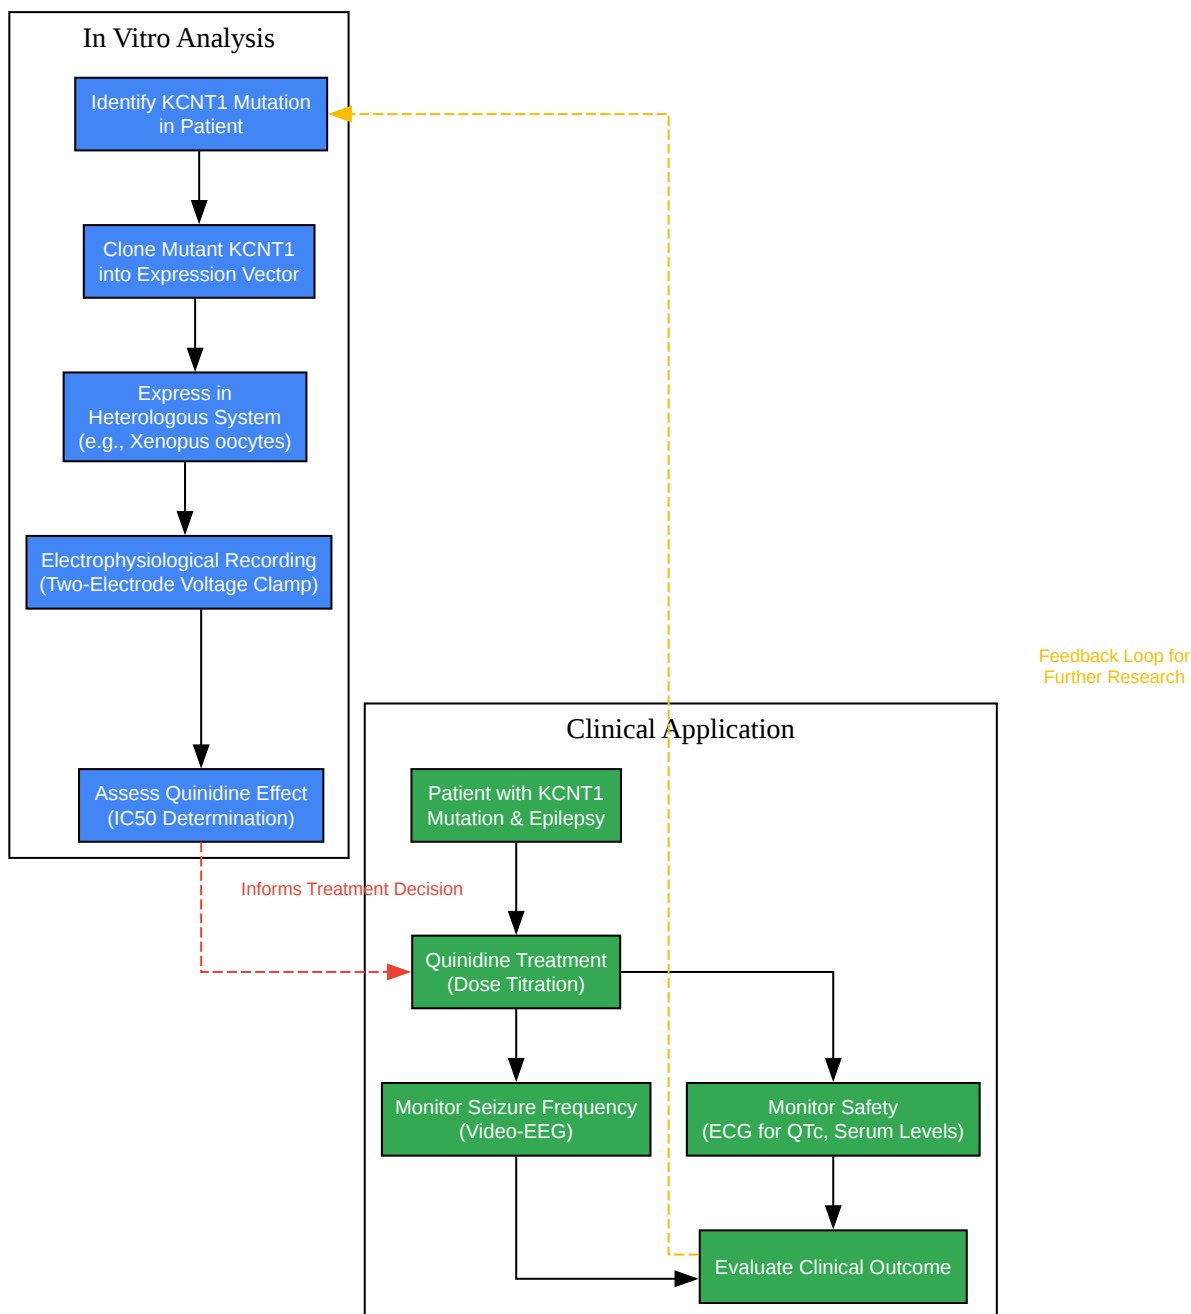 In Vitro Analysis
Identify KCNT1 Mutation
in Patient
Clone Mutant KCNT1
into Expression Vector
Express in
Heterologous System
(e.g., Xenopus oocytes)
Electrophysiological Recording
(Two-Electrode Voltage Clamp)
Assess Quinidine Effect
(IC50 Determination)
Informs Treatment Decision
Feedback Loop for
Further Research
Clinical Application
Patient with KCNT1
Mutation & Epilepsy
Quinidine Treatment
(Dose Titration)
Monitor Seizure Frequency
(Video-EEG)
Monitor Safety
(ECG for QTc, Serum Levels)
Evaluate Clinical Outcome